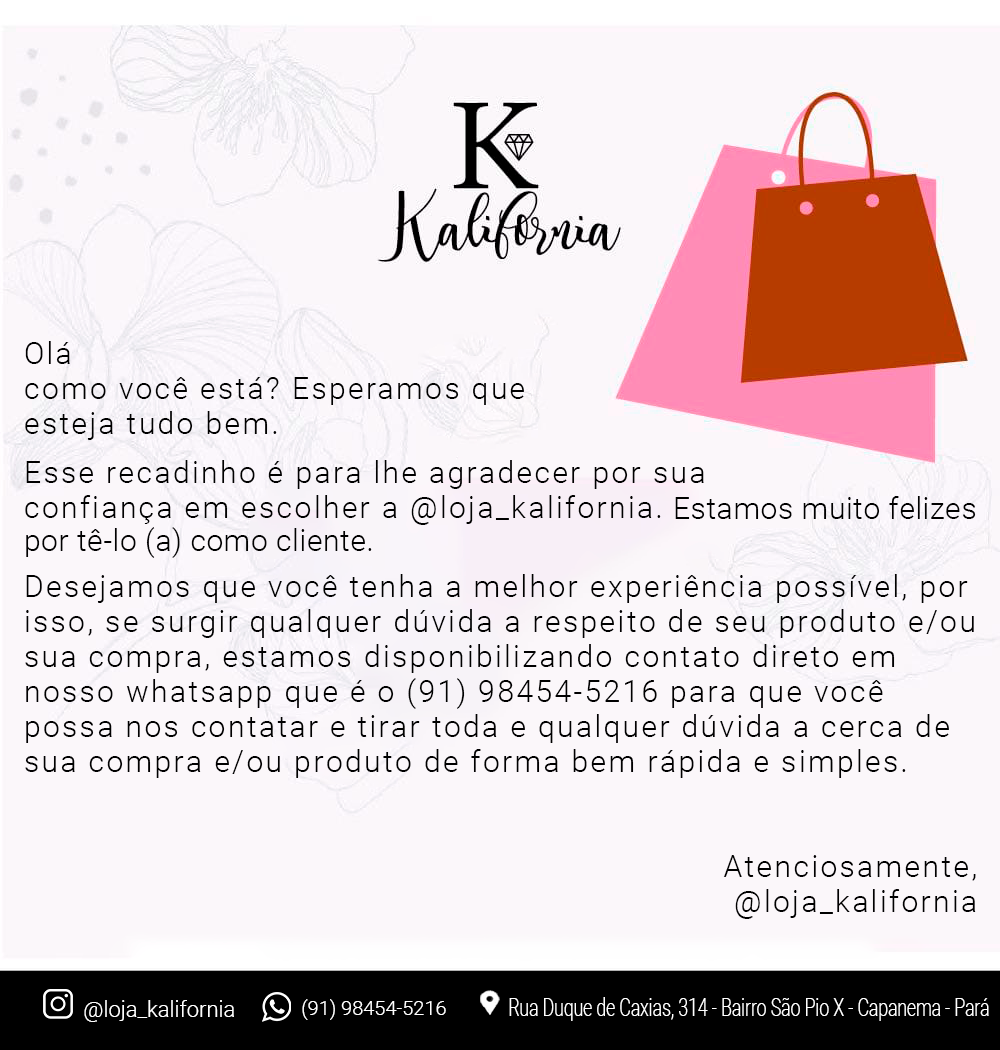 K
Kalifornia
Olá
como você está? Esperamos que
esteja tudo bem.
Esse recadinho é para lhe agradecer por sua
confiança em escolher a @loja_kalifornia. Estamos muito felizes
por tê-lo (a) como cliente.
Desejamos que você tenha a melhor experiência possível, por
isso, se surgir qualquer dúvida a respeito de seu produto e/ou
sua compra, estamos disponibilizando contato direto em
nosso whatsapp que é o (91) 98454-5216 para que você
possa nos contatar e tirar toda e qualquer dúvida a cerca de
sua compra e/ou produto de forma bem rápida e simples.
Atenciosamente,
@loja_kalifornia
@loja_kalifornia (91) 98454-5216 Rua Duque de Caxias, 314 - Bairro São Pio X - Capanema - Pará